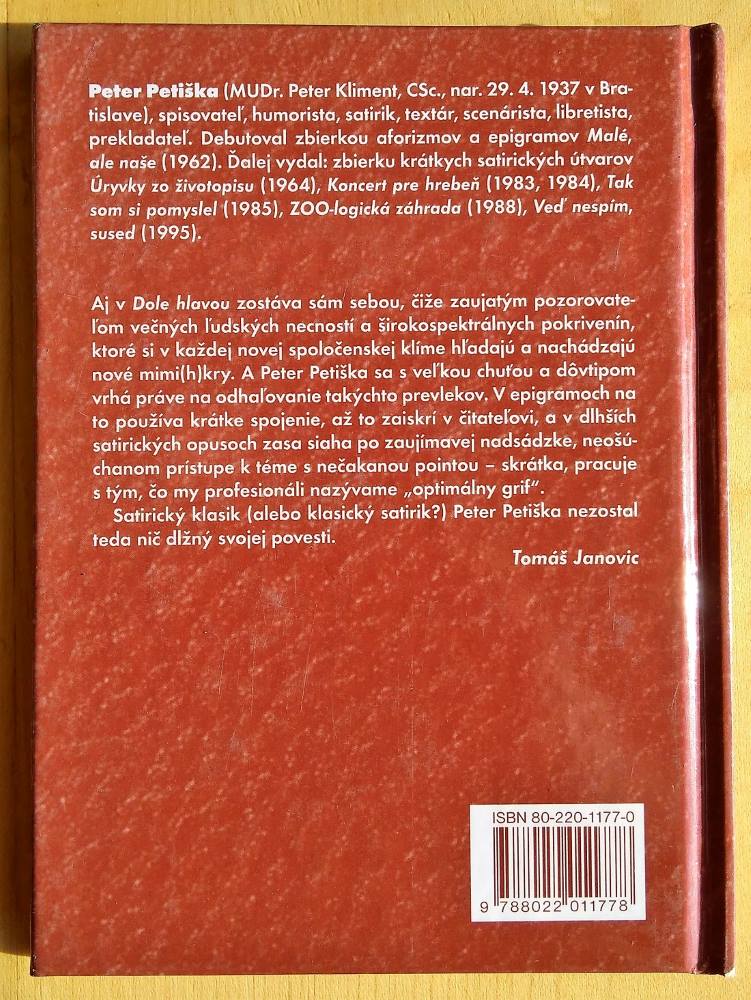 Peter Petiška (MUDr. Peter Kliment, CSc., nar. 29. 4. 1937 v Bra-
tislave), spisovateľ, humorista, satirik, textár, scenárista, libretista,
prekladateľ. Debutoval zbierkou aforizmov a epigramov Malé,
ale naše (1962). Ďalej vydal: zbierku krátkych satirických útvarov
Úryvky zo životopisu (1964), Koncert pre hrebeň (1983, 1984), Tak
som si pomyslel (1985), ZOO-logická záhrada (1988), Veď nespím,
sused (1995).
Aj v Dole hlavou zostáva sám sebou, čiže zaujatým pozorovate-
ľom večných ľudských necností a širokospektrálnych pokrivenín,
ktoré si v každej novej spoločenskej klíme hľadajú a nachádzajú
nové mimi(h)kry. A Peter Petiška sa s veľkou chuťou a dôvtipom
vrhá práve na odhaľovanie takýchto prevlekov. V epigramoch na
to používa krátke spojenie, až to zaiskrí v čitateľovi, a v dlhších
satirických opusoch zasa siaha po zaujímavej nadsádzke, neošú-
chanom prístupe k téme s nečakanou pointou – skrátka, pracuje
s tým, čo my profesionáli nazývame „optimálny grif“.
Satirický klasik (alebo klasický satirik?) Peter Petiška nezostal
teda nič dlžný svojej povesti.
Tomáš Janovic
ISBN 80-220-1177-0
9 788022 011778